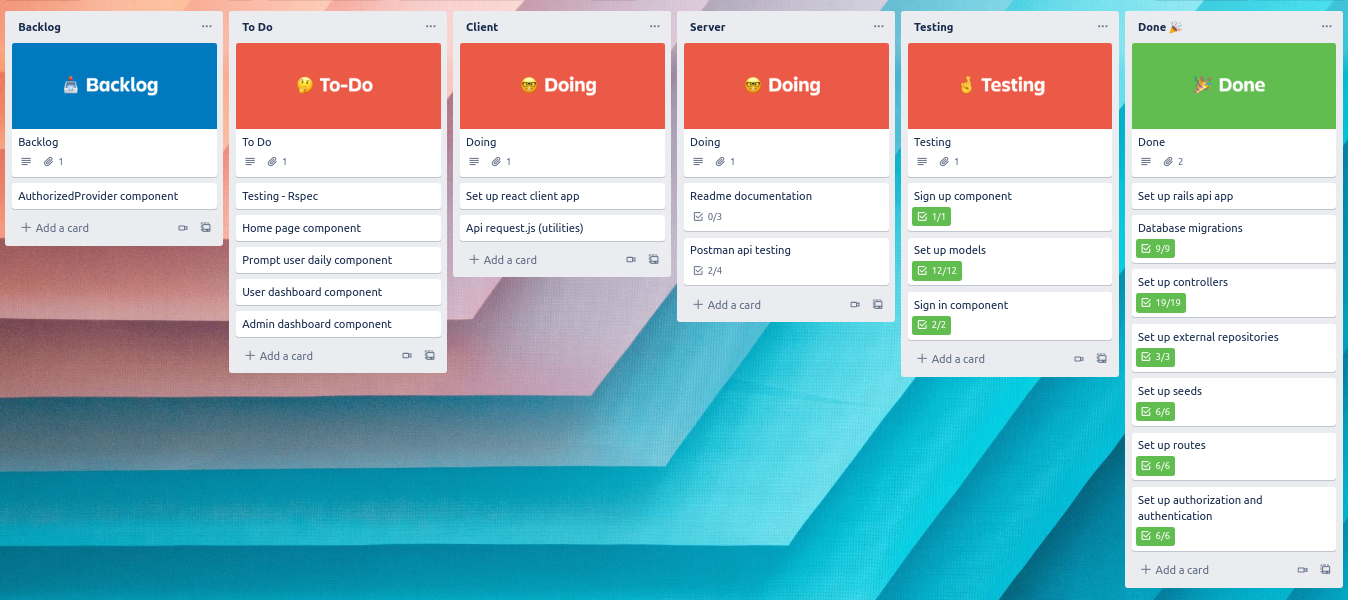 Backlog
Backlog
Backlog
1
AuthorizedProvider component
Add a card
To Do
To-Do
To Do
1
Testing - Rspec
Home page component
Prompt user daily component
User dashboard component
Admin dashboard component
Add a card
Client
Doing
Doing
1
Set up react client app
Api request.js (utilities)
Add a card
Server
Doing
Doing
1
Readme documentation
0/3
Postman api testing
2/4
Add a card
Testing
Testing
Testing
1
Sign up component
1/1
Set up models
12/12
Sign in component
2/2
Add a card
Done 🎉
Done
Done
2
Set up rails api app
Database migrations
9/9
Set up controllers
19/19
Set up external repositories
3/3
Set up seeds
6/6
Set up routes
6/6
Set up authorization and
authentication
6/6
Add a card